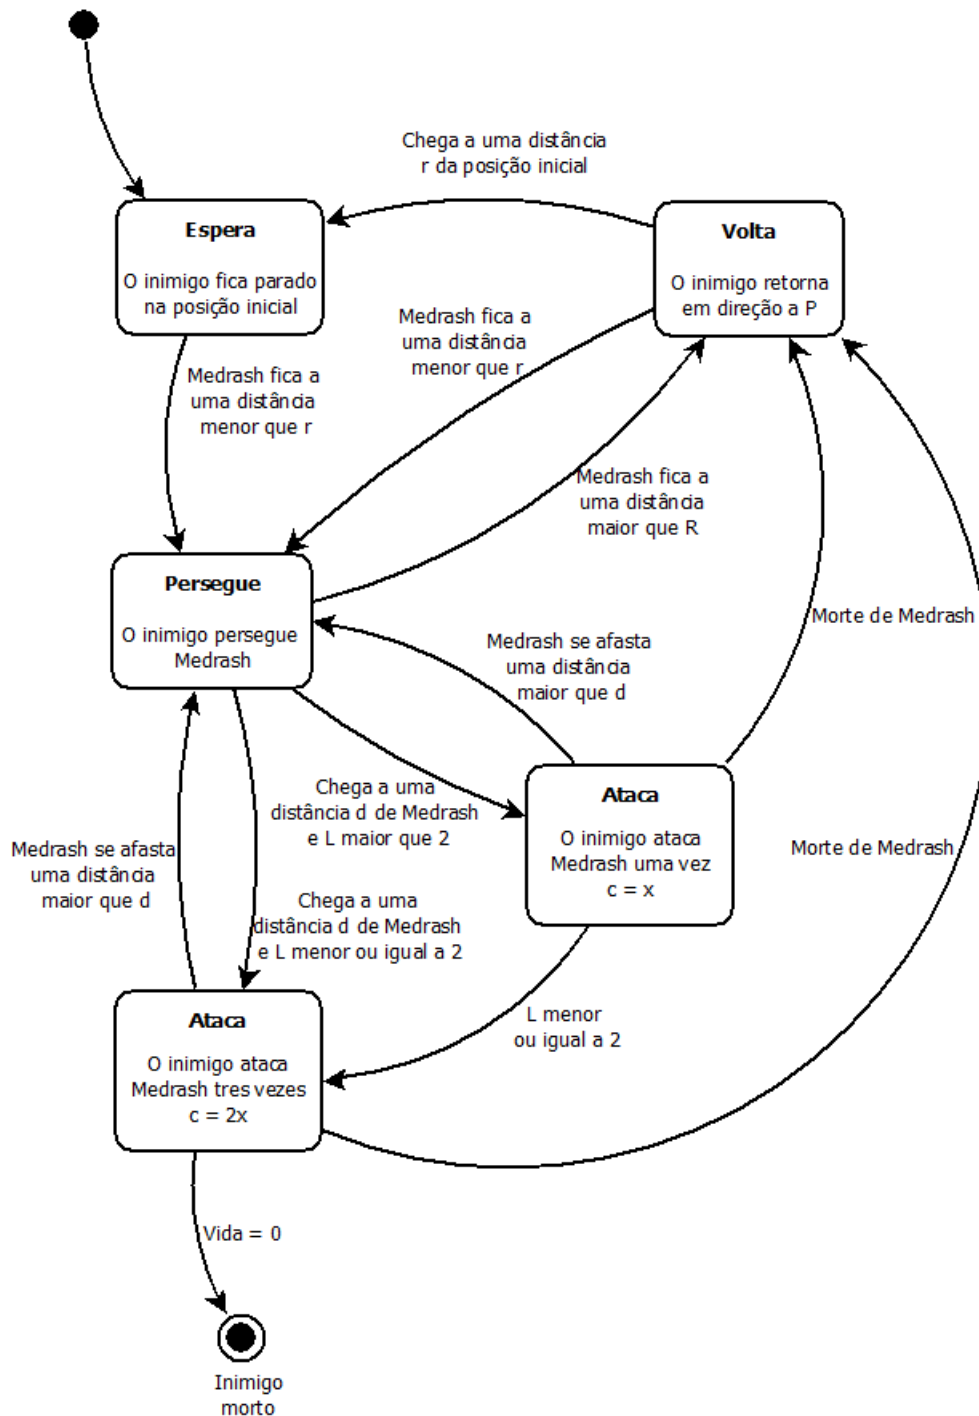 Chega a uma distância
r da posição inicial
Espera
O inimigo fica parado
na posição inicial
Volta
O inimigo retorna
em direção a P
Medrash fica a
uma distância
menor que r
Medrash fica a
uma distância
menor que r
Medrash fica a
uma distância
maior que R
Persegue
O inimigo persegue
Medrash
Morte de Medrash
Medrash se afasta
uma distância
maior que d
Chega a uma
distância d de Medrash
e L maior que 2
Ataca
O inimigo ataca
Medrash uma vez
c = x
Morte de Medrash
Medrash se afasta
uma distância
maior que d
Chega a uma
distância d de Medrash
e L menor ou igual a 2
L menor
ou igual a 2
Ataca
O inimigo ataca
Medrash tres vezes
c = 2x
Vida = 0
Inimigo
morto